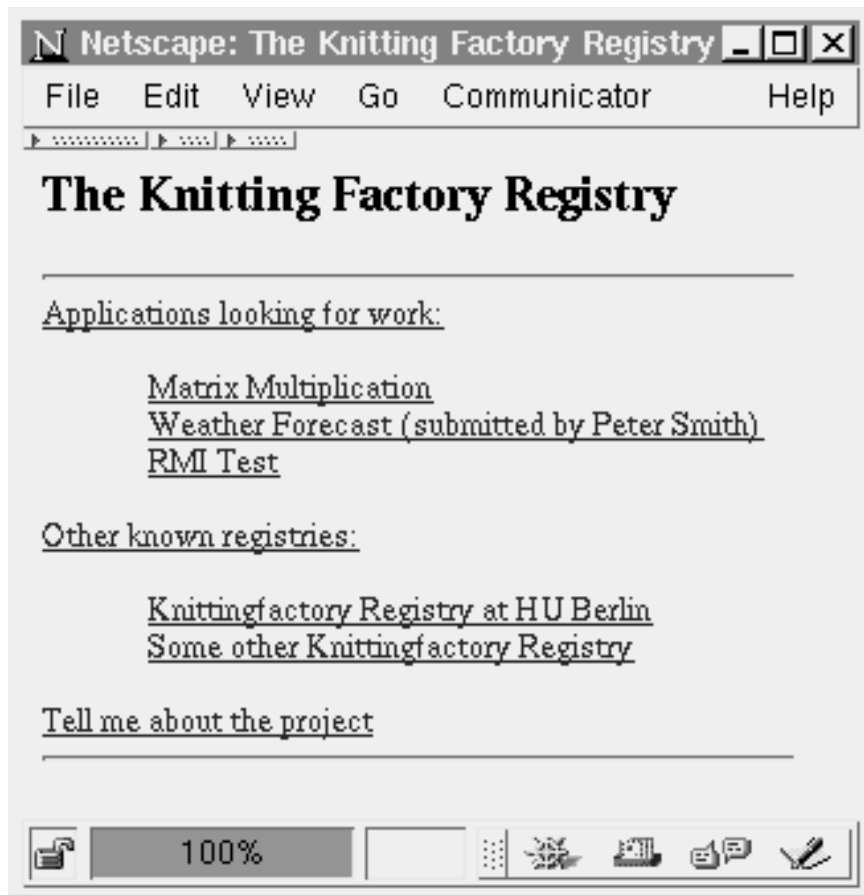 N Netscape: The Knitting Factory Registry
File Edit View Go Communicator Help
The Knitting Factory Registry
Applications looking for work:
Matrix Multiplication
Weather Forecast (submitted by Peter Smith)
RMI Test
Other known registries:
Knittingfactory Registry at HU Berlin
Some other Knittingfactory Registry
Tell me about the project
100%